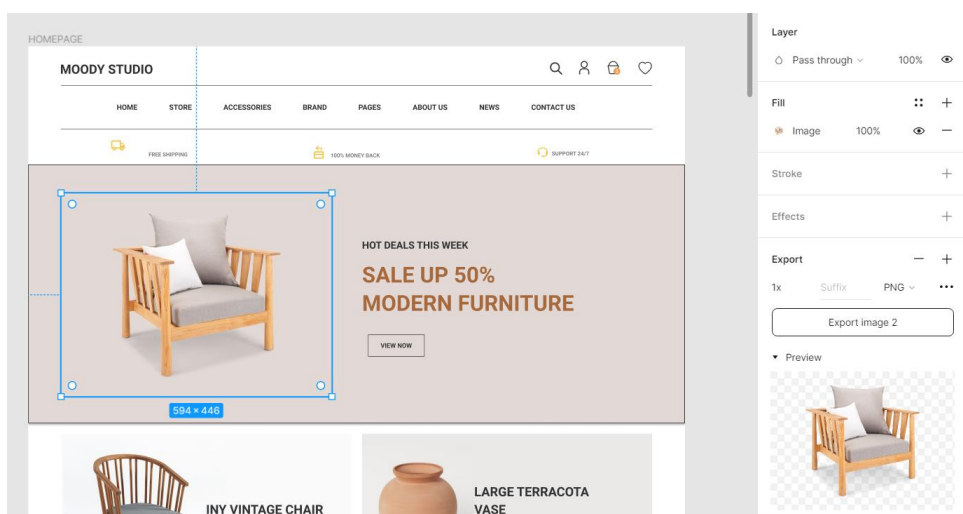 HOMEPAGE
MOODY STUDIO
HOME STORE ACCESSORIES BRAND PAGES ABOUT US NEWS CONTACT US
FREE SHIPPING 100% MONEY BACK SUPPORT 24/7
HOT DEALS THIS WEEK
SALE UP 50%
MODERN FURNITURE
VIEW NOW
594 × 446
INY VINTAGE CHAIR
LARGE TERRACOTA
VASE
Layer
Pass through 100%
Fill
Image 100%
Stroke
Effects
Export
1x Suffix PNG
Export image 2
Preview